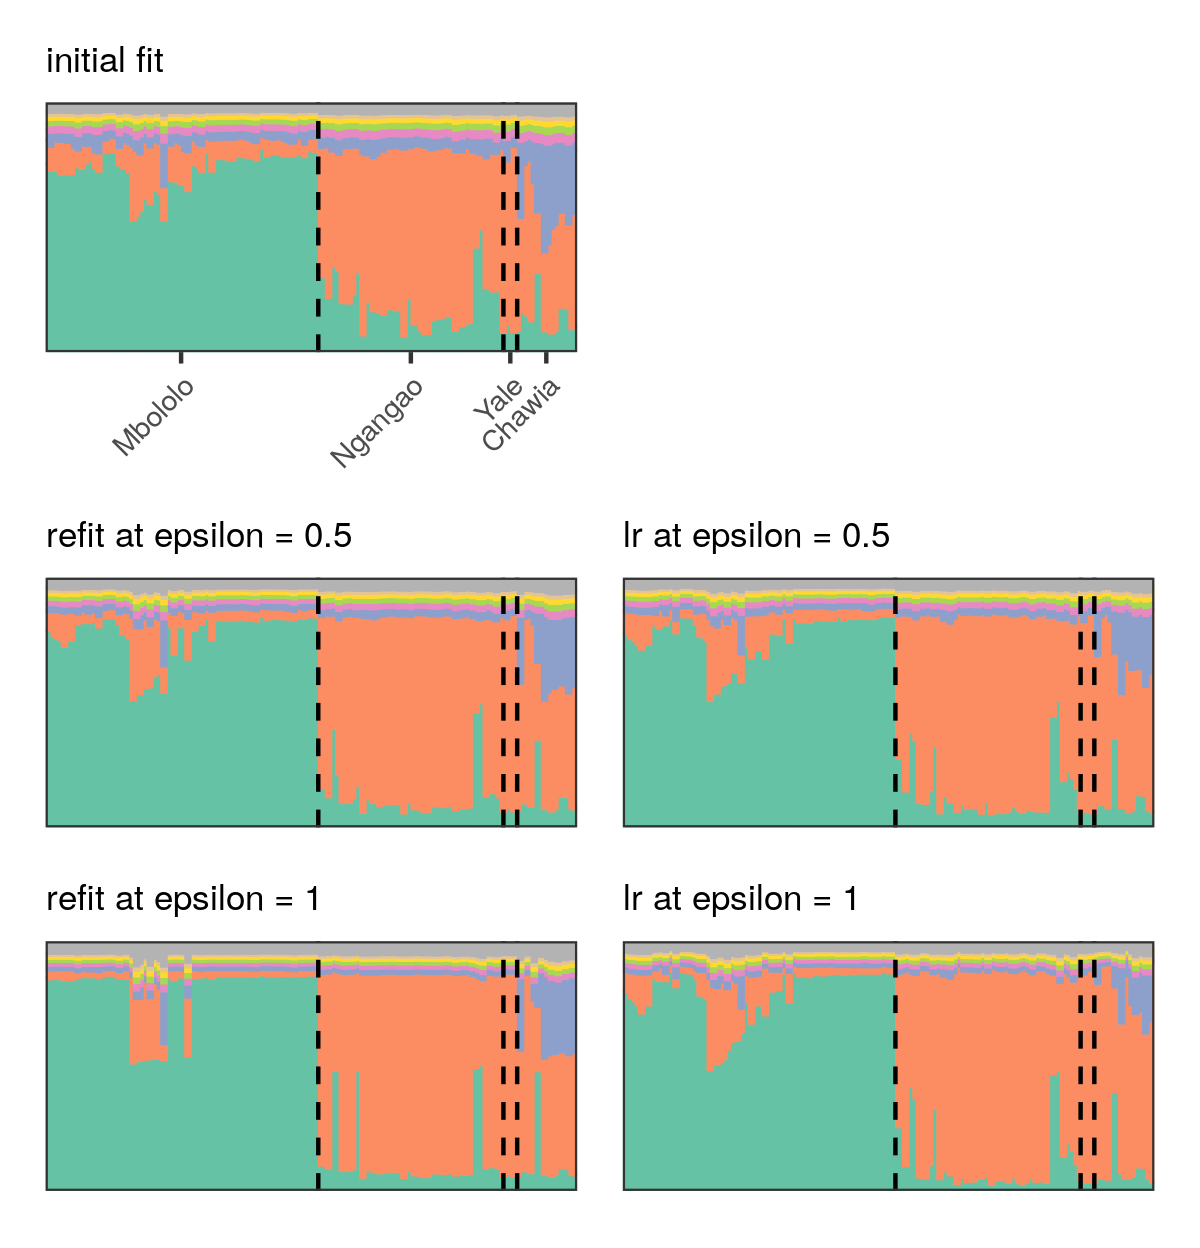 initial fit
Mbololo
Ngangao
Yale
Chawia
refit at epsilon = 0.5
lr at epsilon = 0.5
refit at epsilon = 1
lr at epsilon = 1